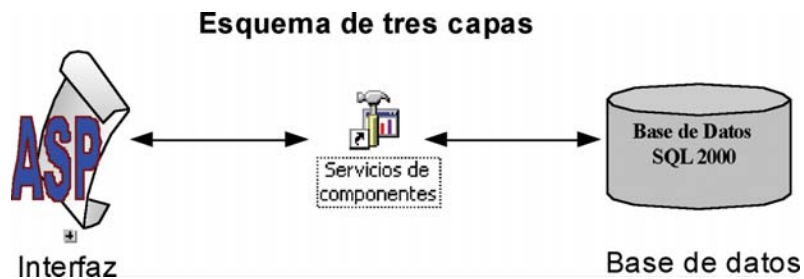 Esquema de tres capas
ASP
Servicios de
componentes
Base de Datos
SQL 2000
Interfaz
Base de datos